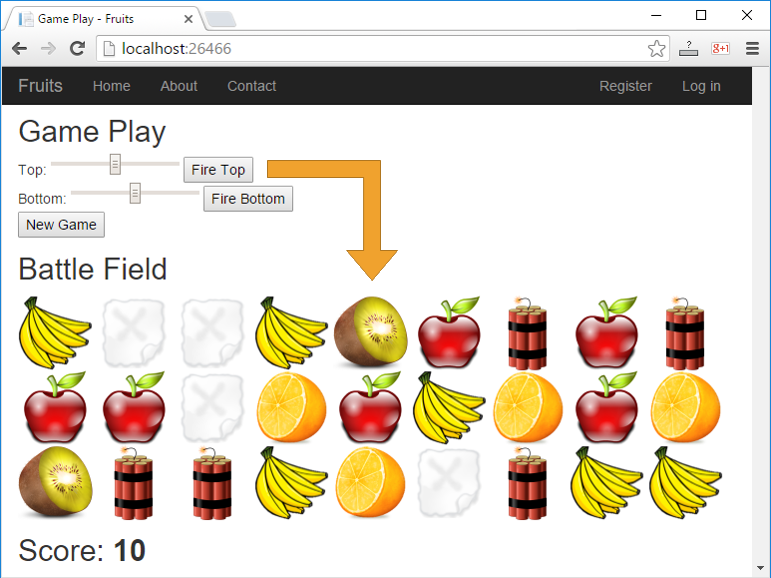 Game Play - Fruits
localhost:26466
g+1
Fruits Home About Contact Register Log in
Game Play
Top: Fire Top
Bottom: Fire Bottom
New Game
Battle Field
Score: 10